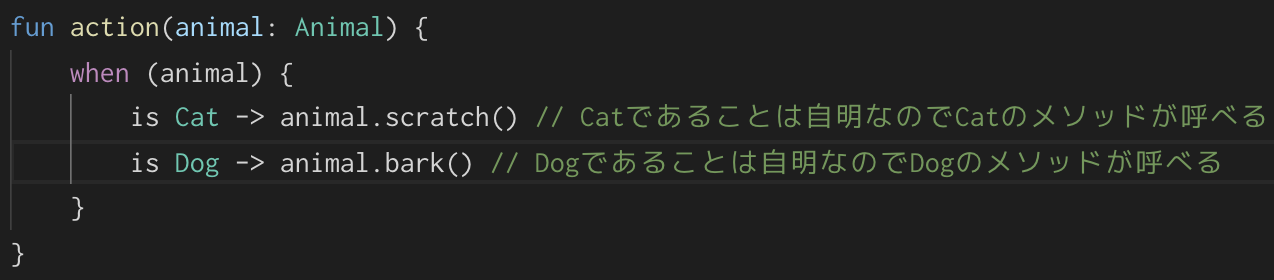 fun action(animal: Animal) {
    when (animal) {
        is Cat -> animal.scratch() // Catであることは自明なのでCatのメソッドが呼べる
        is Dog -> animal.bark() // Dogであることは自明なのでDogのメソッドが呼べる
    }
}